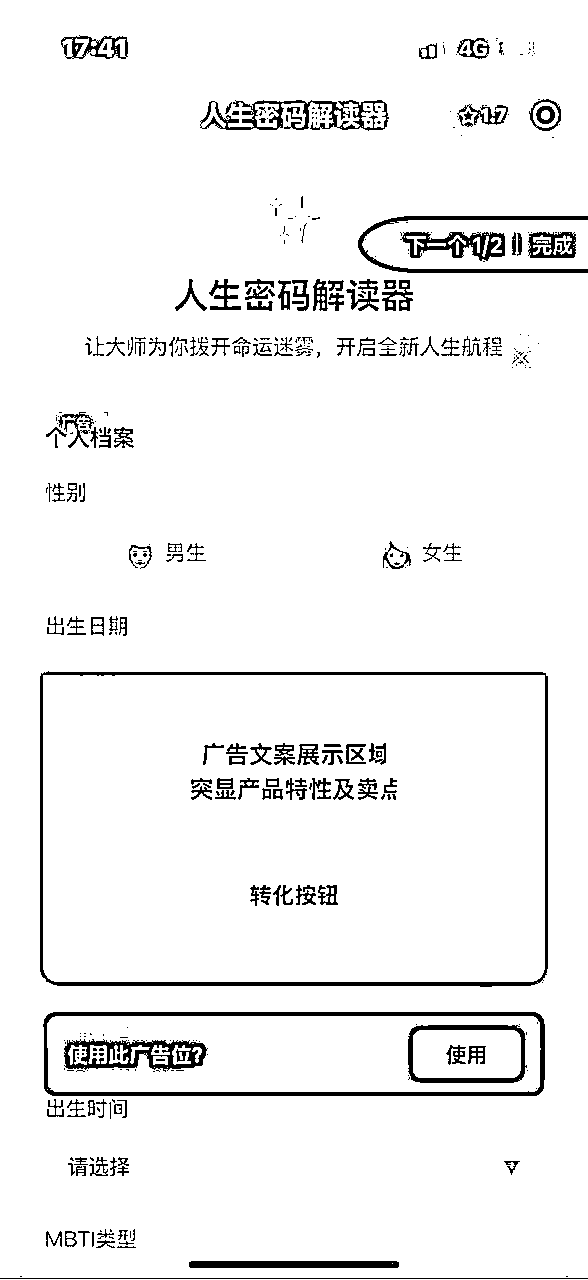 17:41 4G
人生密码解读器 ☆1.7
下一个 1/2 | 完成
人生密码解读器
让大师为你拨开命运迷雾，开启全新人生航程
广告
个人档案
性别
男生 女生
出生日期
广告文案展示区域
突显产品特性及卖点
转化按钮
使用此广告位?
使用
出生时间
请选择
MBTI类型